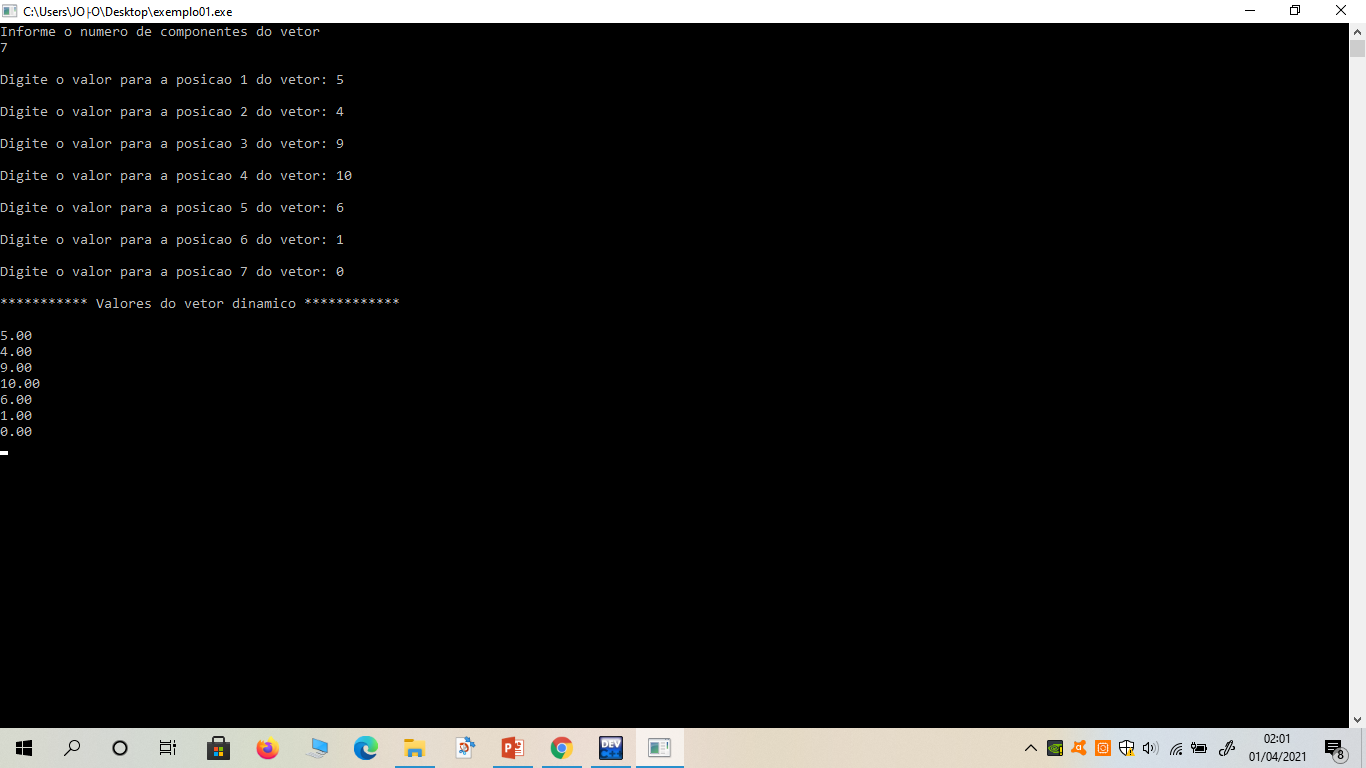 C:\Users\JO├O\Desktop\exemplo01.exe
Informe o numero de componentes do vetor
7
Digite o valor para a posicao 1 do vetor: 5
Digite o valor para a posicao 2 do vetor: 4
Digite o valor para a posicao 3 do vetor: 9
Digite o valor para a posicao 4 do vetor: 10
Digite o valor para a posicao 5 do vetor: 6
Digite o valor para a posicao 6 do vetor: 1
Digite o valor para a posicao 7 do vetor: 0
*********** Valores do vetor dinamico ************
5.00
4.00
9.00
10.00
6.00
1.00
0.00
DEV
02:01
01/04/2021
8